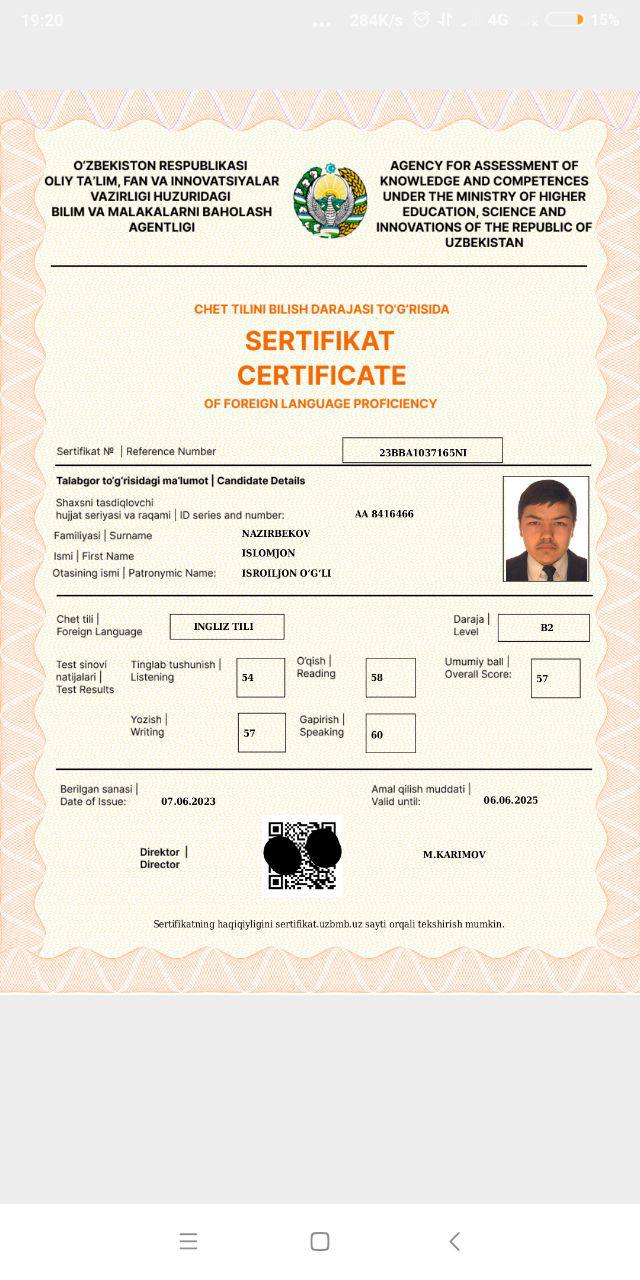 19:20
... 284K/s 4G 15%
O'ZBEKISTON RESPUBLIKASI
OLIY TA'LIM, FAN VA INNOVATSIYALAR
VAZIRLIGI HUZURIDAGI
BILIM VA MALAKALARNI BAHOLASH
AGENTLIGI
AGENCY FOR ASSESSMENT OF
KNOWLEDGE AND COMPETENCES
UNDER THE MINISTRY OF HIGHER
EDUCATION, SCIENCE AND
INNOVATIONS OF THE REPUBLIC OF
UZBEKISTAN
CHET TILINI BILISH DARAJASI TO'G'RISIDA
SERTIFIKAT
CERTIFICATE
OF FOREIGN LANGUAGE PROFICIENCY
Sertifikat № | Reference Number 23BBA1037165NI
Talabgor to'g'risidagi ma'lumot | Candidate Details
Shaxsni tasdiqlovchi
hujjat seriyasi va raqami | ID series and number: AA 8416466
Familiyasi | Surname NAZIRBEKOV
Ismi | First Name ISLOMJON
Otasining ismi | Patronymic Name: ISROILJON O'G'LI
Chet tili |
Foreign Language
INGLIZ TILI
Daraja |
Level
B2
Test sinovi
natijalari |
Test Results
Tinglab tushunish |
Listening
54
O'qish |
Reading
58
Umumiy ball |
Overall Score:
57
Yozish |
Writing
57
Gapirish |
Speaking
60
Berilgan sanasi |
Date of Issue: 07.06.2023
Amal qilish muddati |
Valid until: 06.06.2025
Direktor |
Director
M.KARIMOV
Sertifikatning haqiqiyligini sertifikat.uzbmb.uz sayti orqali tekshirish mumkin.